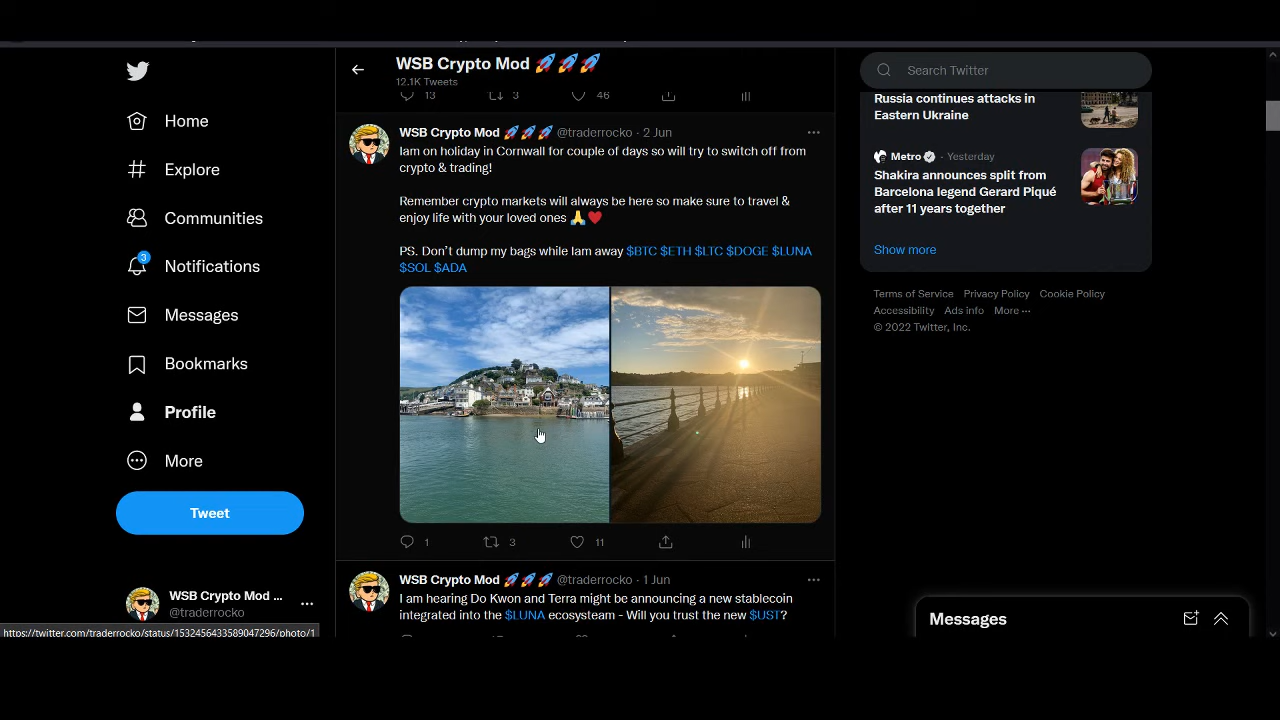 Home
Explore
Communities
3
Notifications
Messages
Bookmarks
Profile
More
Tweet
WSB Crypto Mod ...
@traderrocko
https://twitter.com/traderrocko/status/1532456433589047296/photo/1
WSB Crypto Mod 🚀🚀🚀
12.1K Tweets
13 3 46
WSB Crypto Mod 🚀🚀🚀 @traderrocko · 2 Jun
Iam on holiday in Cornwall for couple of days so will try to switch off from
crypto & trading!
Remember crypto markets will always be here so make sure to travel &
enjoy life with your loved ones 🙏♥️
PS. Don't dump my bags while Iam away $BTC $ETH $LTC $DOGE $LUNA
$SOL $ADA
1 3 11
WSB Crypto Mod 🚀🚀🚀 @traderrocko · 1 Jun
I am hearing Do Kwon and Terra might be announcing a new stablecoin
integrated into the $LUNA ecosysteam - Will you trust the new $UST?
Search Twitter
Russia continues attacks in
Eastern Ukraine
Metro · Yesterday
Shakira announces split from
Barcelona legend Gerard Piqué
after 11 years together
Show more
Terms of Service Privacy Policy Cookie Policy
Accessibility Ads info More ···
© 2022 Twitter, Inc.
Messages